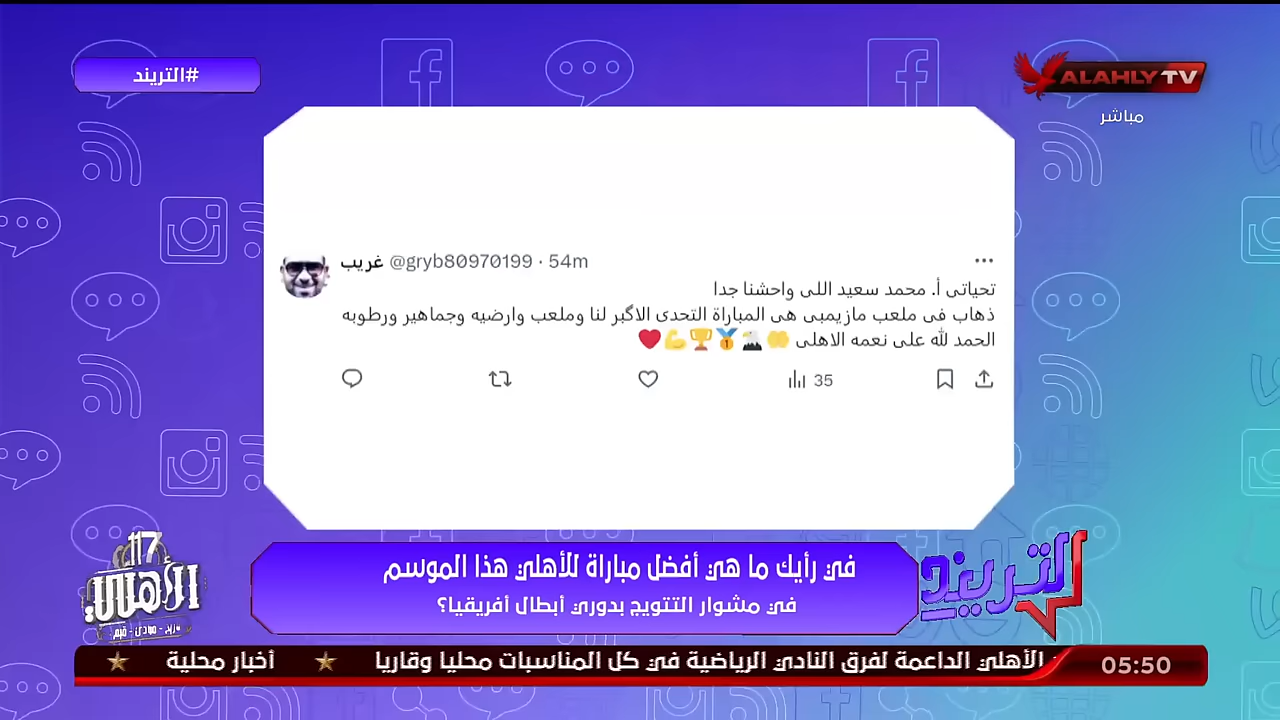 #التريند
ALAHLY TV
مباشر
غريب @gryb80970199 · 54m
تحياتى أ. محمد سعيد اللى واحشنا جدا
ذهاب فى ملعب مازيمبى هى المباراة التحدى الاگبر لنا وملعب وارضيه وجماهير ورطوبه
الحمد لله على نعمه الاهلى 🤲🦅🥇🏆💪❤️
35
في رأيك ما هي أفضل مباراة للأهلي هذا الموسم
في مشوار التتويج بدوري أبطال أفريقيا؟
التريند
117
الأهلي
الأهلي الداعمة لفرق النادي الرياضية في كل المناسبات محليا وقاريا ★ أخبار محلية ★
05:50